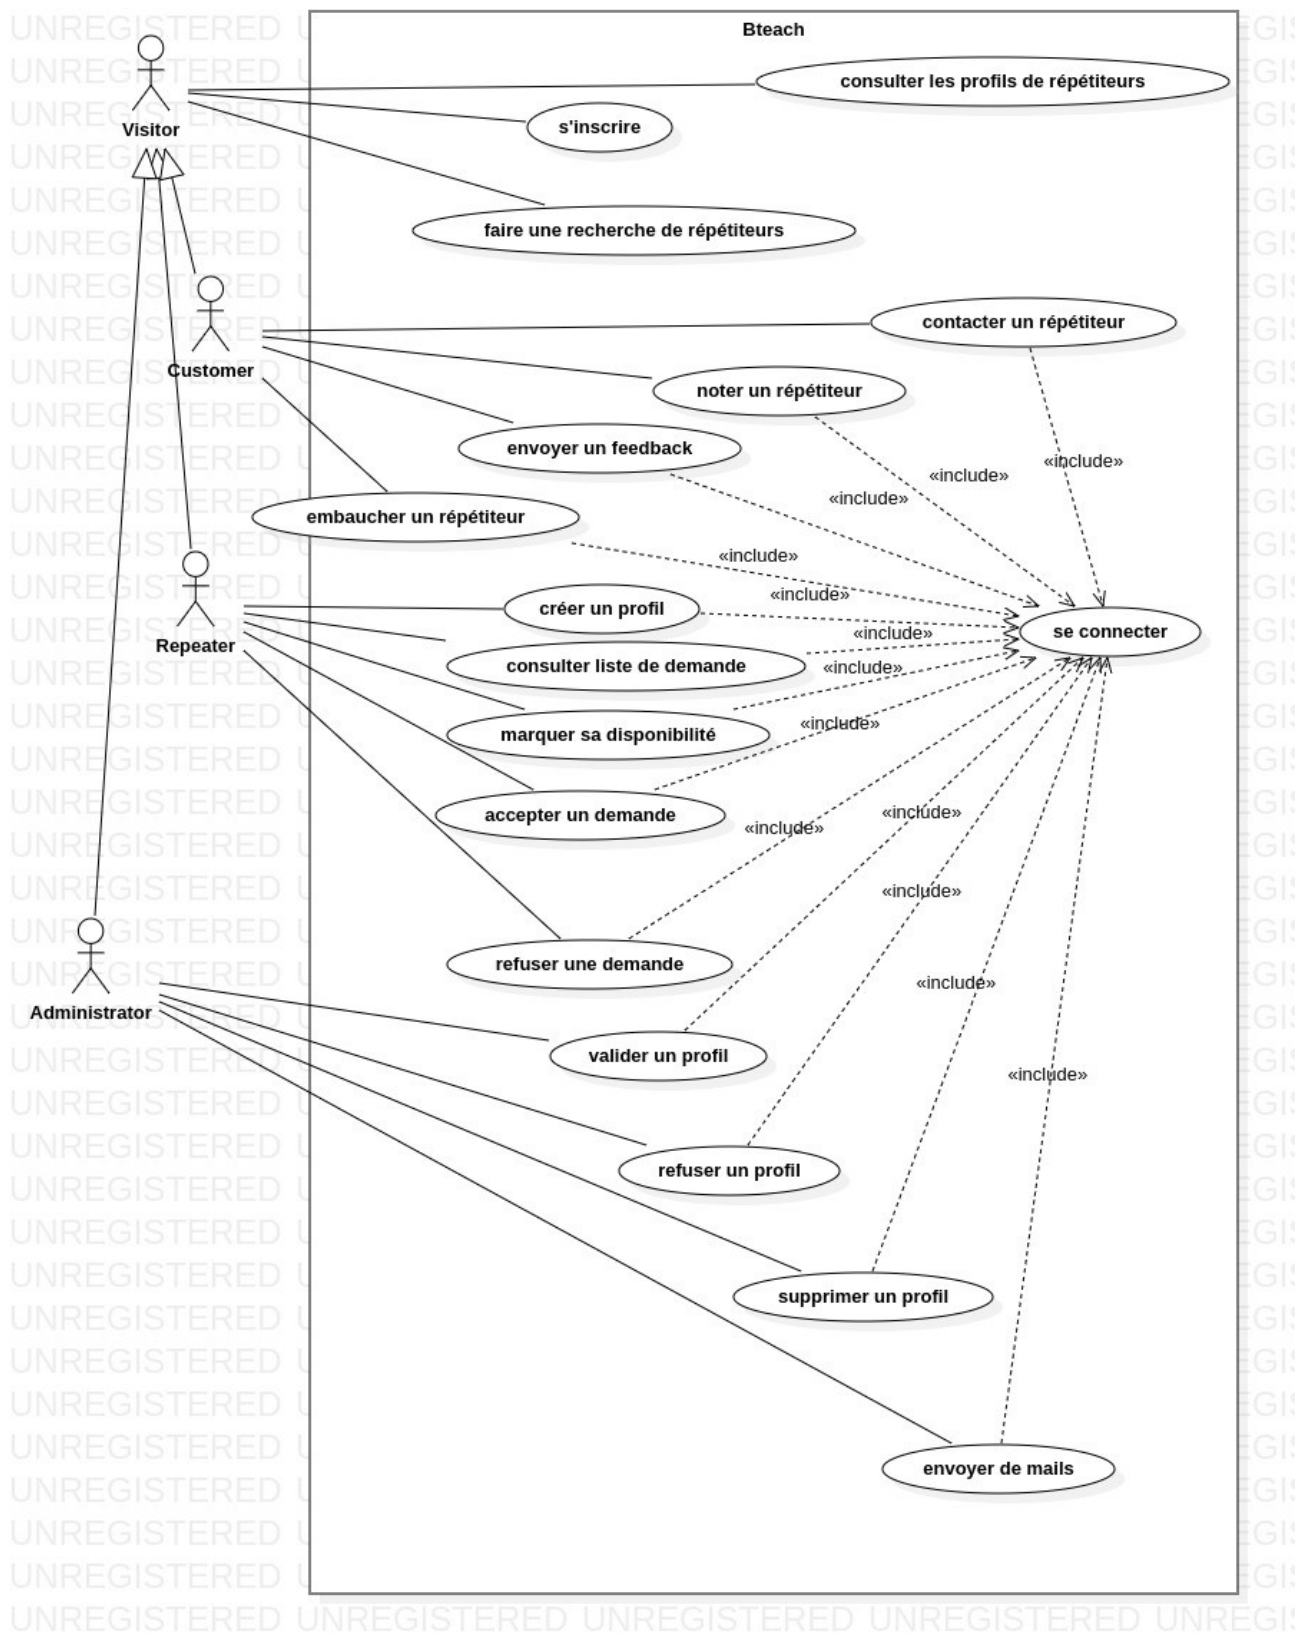 Bteach
consulter les profils de répétiteurs
Visitor
s'inscrire
faire une recherche de répétiteurs
contacter un répétiteur
Customer
noter un répétiteur
envoyer un feedback
«include»
«include»
«include»
embaucher un répétiteur
«include»
«include»
créer un profil
se connecter
«include»
Repeater
consulter liste de demande
«include»
marquer sa disponibilité
«include»
accepter un demande
«include»
«include»
«include»
refuser une demande
«include»
Administrator
valider un profil
«include»
refuser un profil
supprimer un profil
envoyer de mails
UNREGISTERED UNREGISTERED UNREGISTERED UNREGISTERED UNREGIS